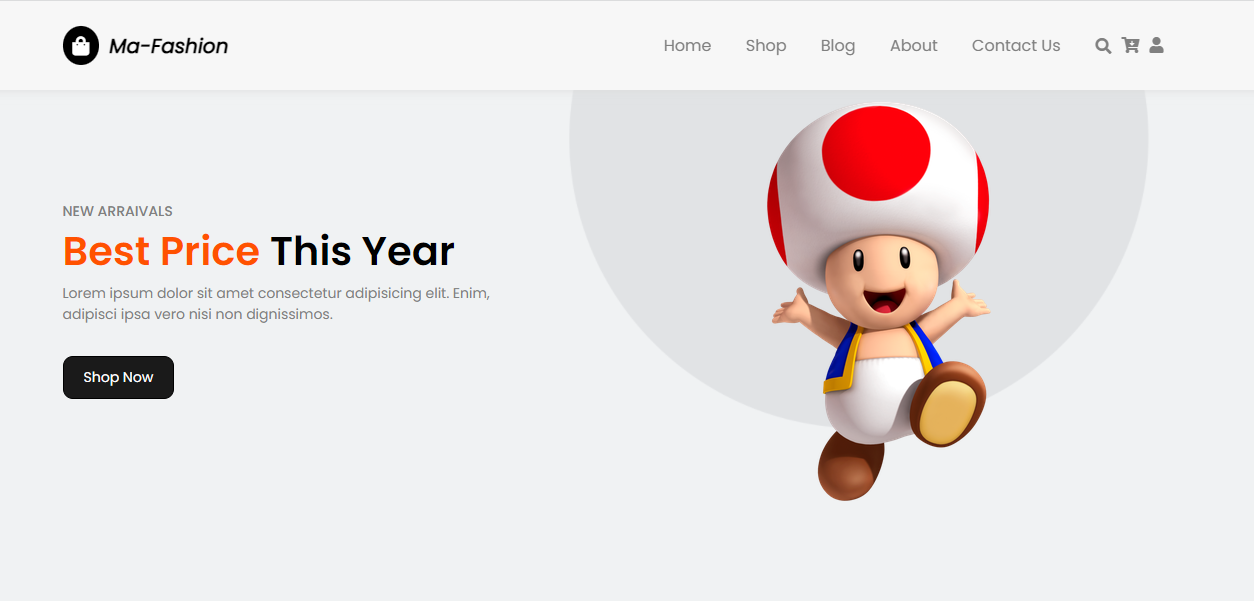 Ma-Fashion
Home Shop Blog About Contact Us
NEW ARRAIVALS
Best Price This Year
Lorem ipsum dolor sit amet consectetur adipisicing elit. Enim,
adipisci ipsa vero nisi non dignissimos.
Shop Now